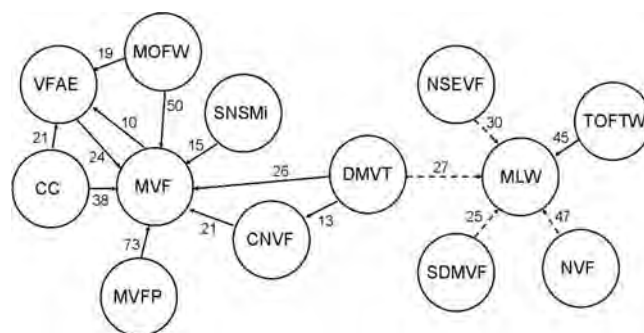 MOFW
19
VFAE
NSEVF
SNSMi
50
10
TOFTW
30
21
15
45
24
26
DMVT
27
MLW
CC
MVF
38
25
47
13
21
CNVF
73
SDMVF
NVF
MVFP